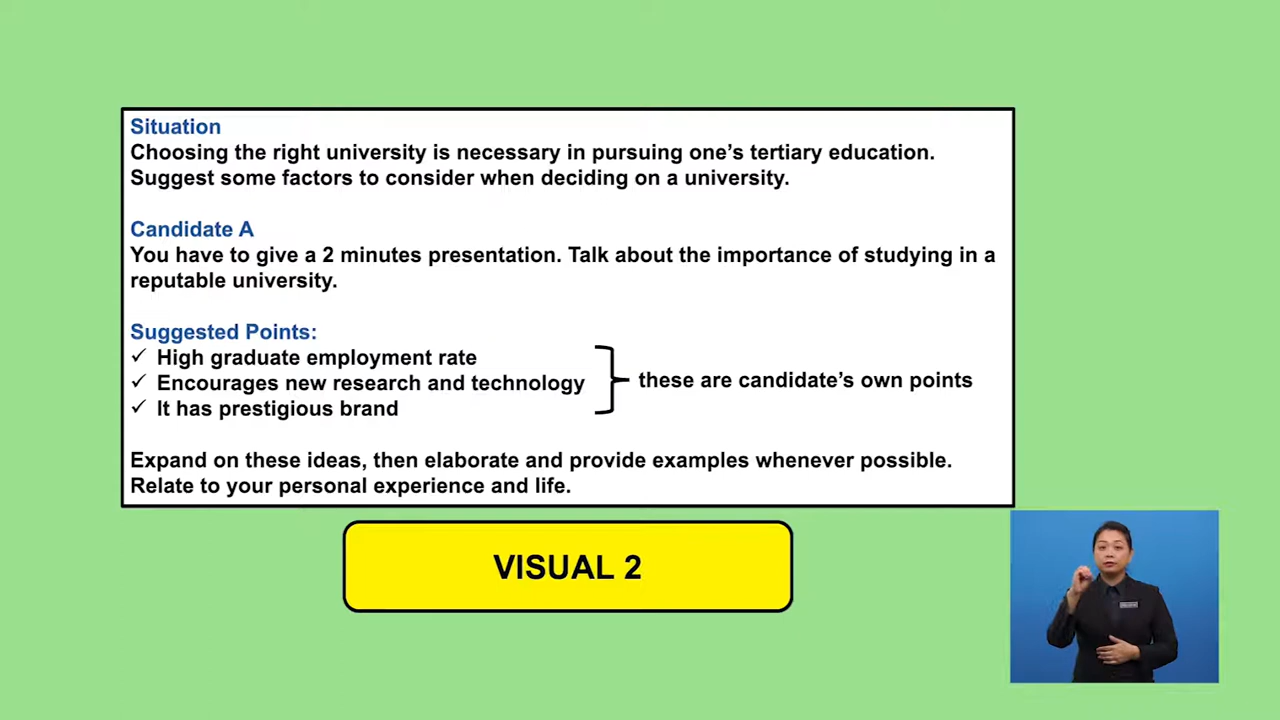 Situation
Choosing the right university is necessary in pursuing one’s tertiary education.
Suggest some factors to consider when deciding on a university.
Candidate A
You have to give a 2 minutes presentation. Talk about the importance of studying in a
reputable university.
Suggested Points:
✓ High graduate employment rate
✓ Encourages new research and technology
✓ It has prestigious brand
these are candidate’s own points
Expand on these ideas, then elaborate and provide examples whenever possible.
Relate to your personal experience and life.
VISUAL 2